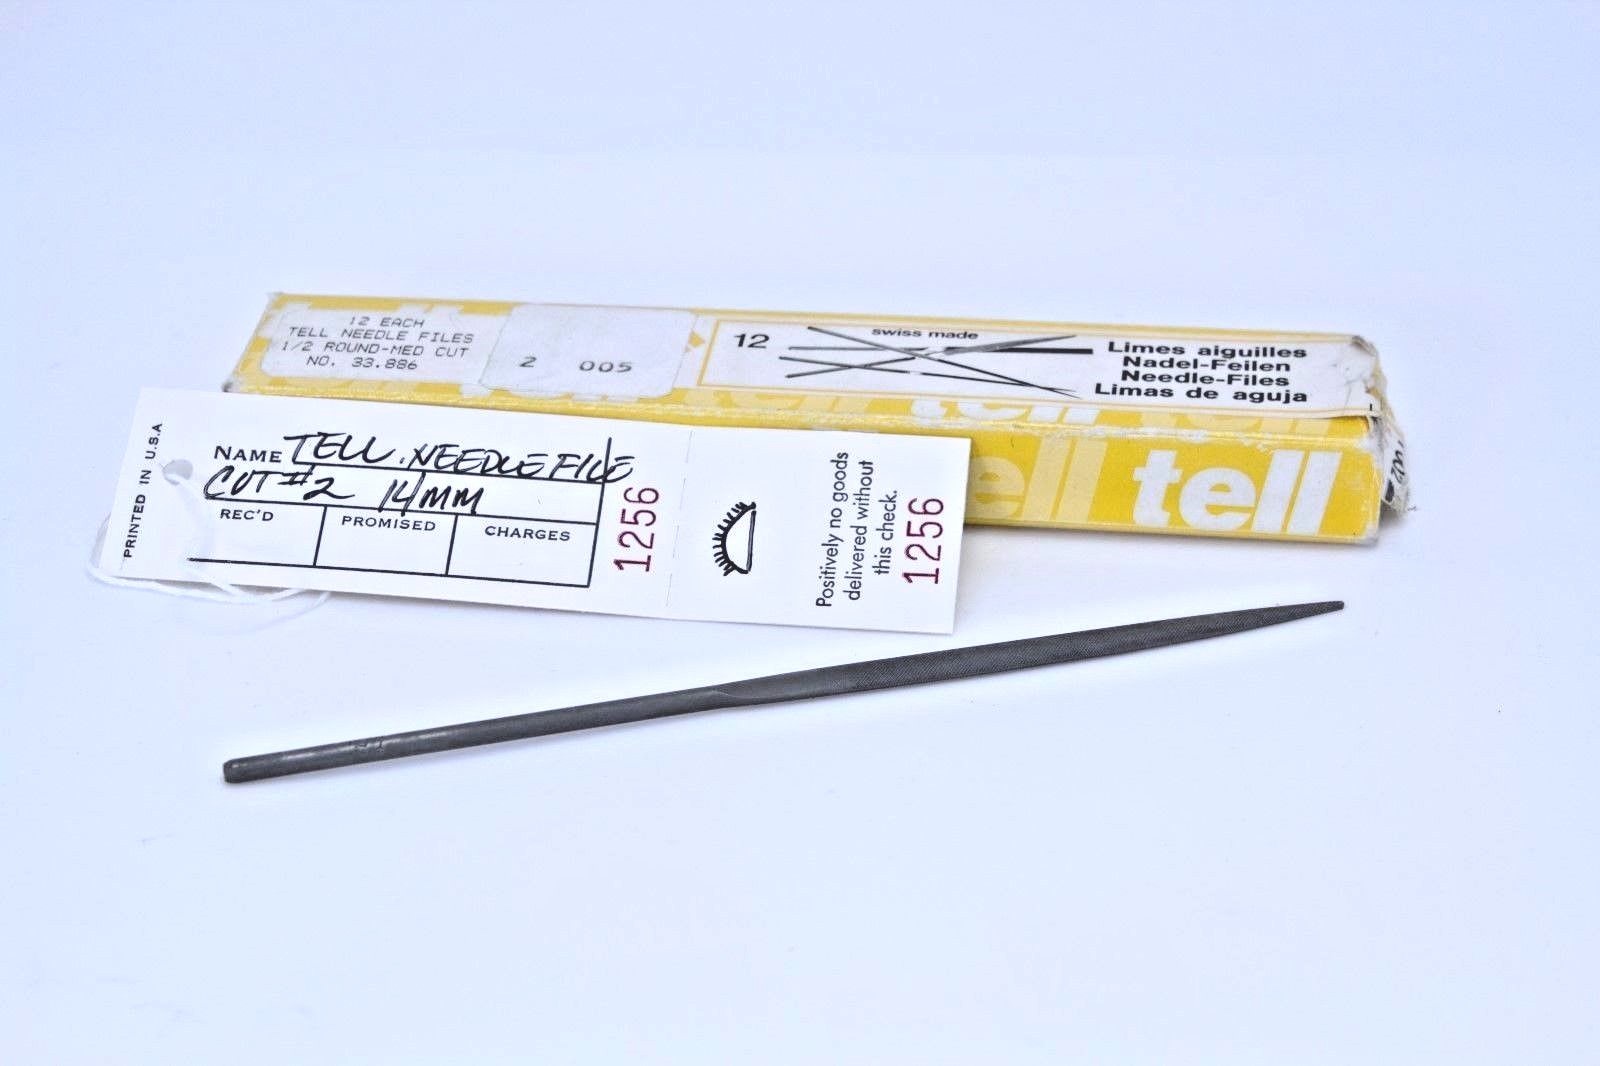 12 EACH
TELL NEEDLE FILES
1/2 ROUND-MED CUT
NO. 33.886
2 005
12
swiss made
Limes aiguilles
Nadel-Feilen
Needle-Files
Limas de aguja
tell
PRINTED IN U.S.A
NAME TELL NEEDLE FILE
CUT #2 14MM
REC'D PROMISED CHARGES
1256
Positively no goods
delivered without
this check.
1256